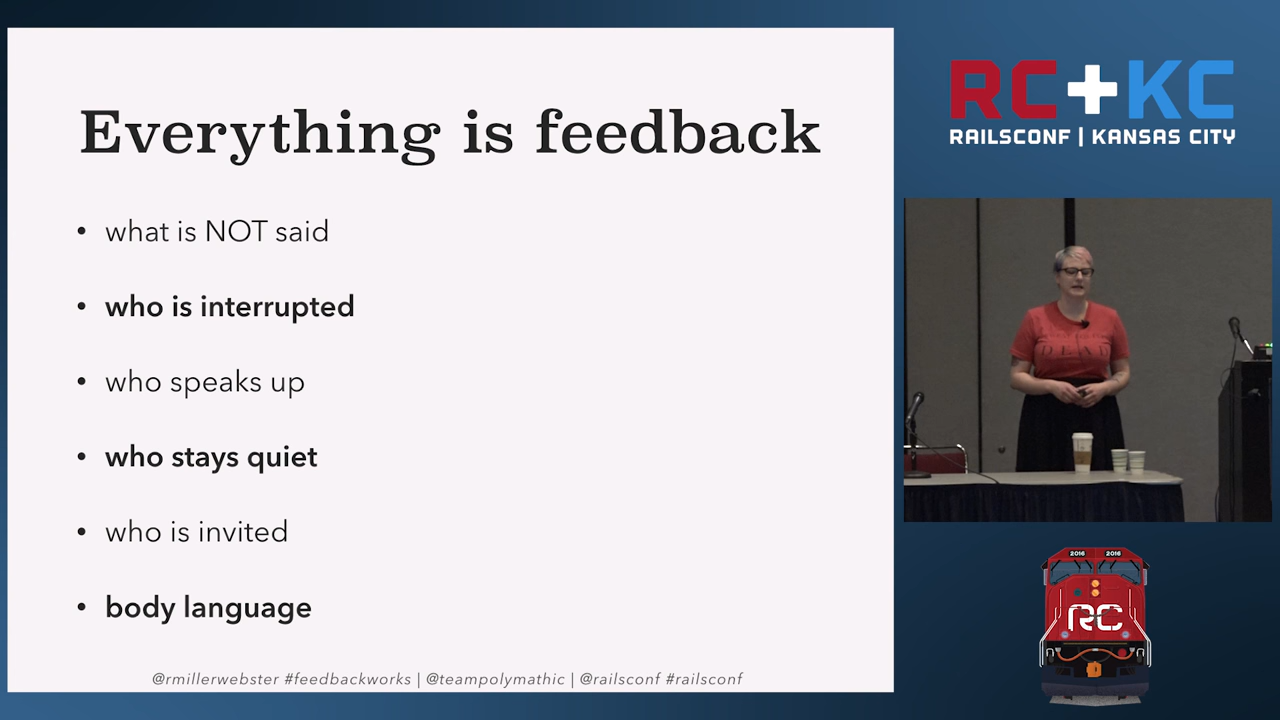 Everything is feedback
• what is NOT said
• who is interrupted
• who speaks up
• who stays quiet
• who is invited
• body language
@rmillerwebster #feedbackworks | @teampolymathic | @railsconf #railsconf
RC+KC
RAILSCONF | KANSAS CITY
DEAD
2016 2016
RC